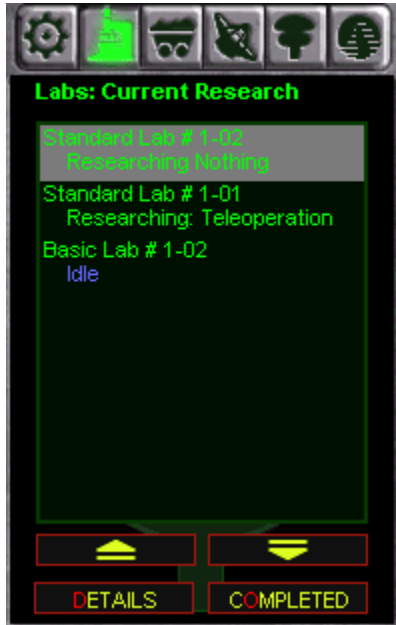 Labs: Current Research
Standard Lab # 1-02
Researching Nothing
Standard Lab # 1-01
Researching: Teleoperation
Basic Lab # 1-02
Idle
DETAILS COMPLETED